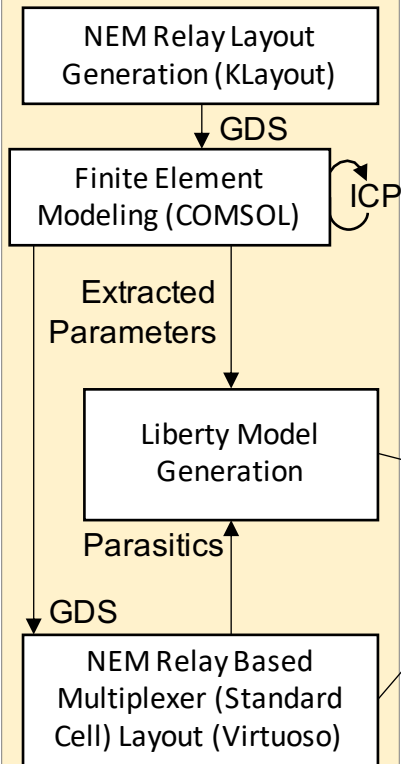 NEM Relay Layout
Generation (KLayout)
GDS
Finite Element
Modeling (COMSOL)
ICP
Extracted
Parameters
Liberty Model
Generation
Parasitics
GDS
NEM Relay Based
Multiplexer (Standard
Cell) Layout (Virtuoso)